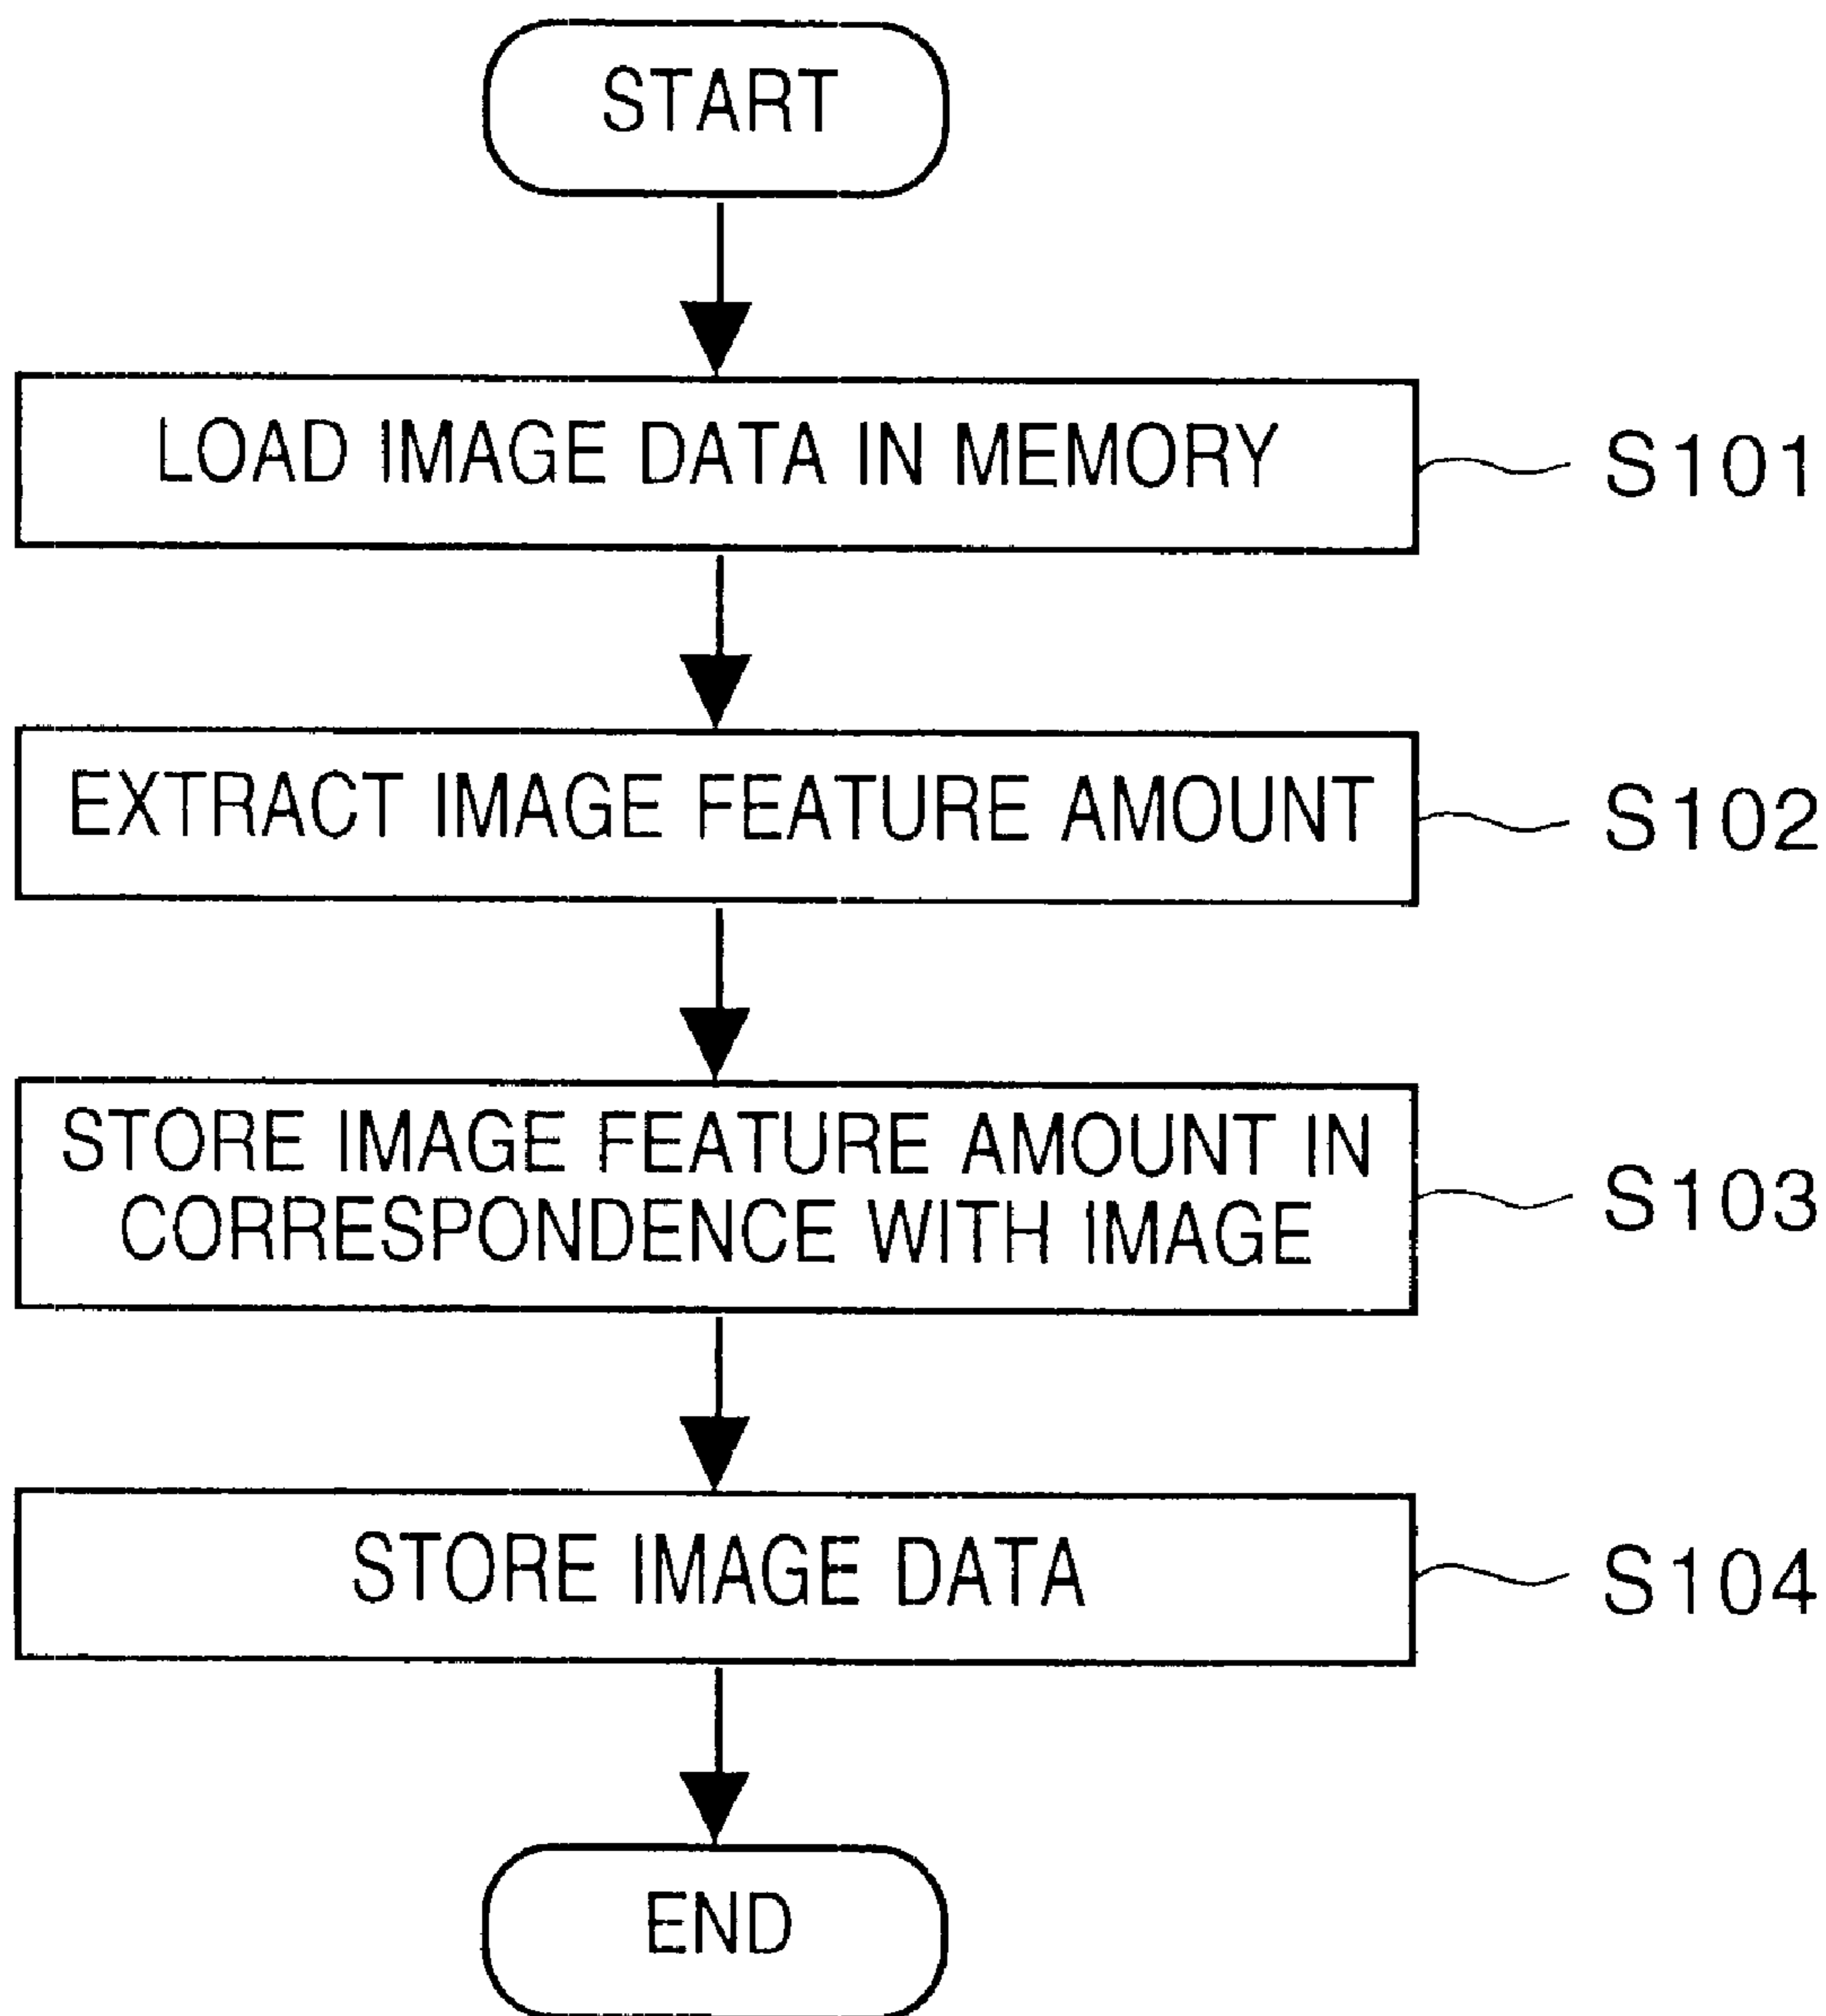 START
LOAD IMAGE DATA IN MEMORY
S101
EXTRACT IMAGE FEATURE AMOUNT
S102
STORE IMAGE FEATURE AMOUNT IN
CORRESPONDENCE WITH IMAGE
S103
STORE IMAGE DATA
S104
END